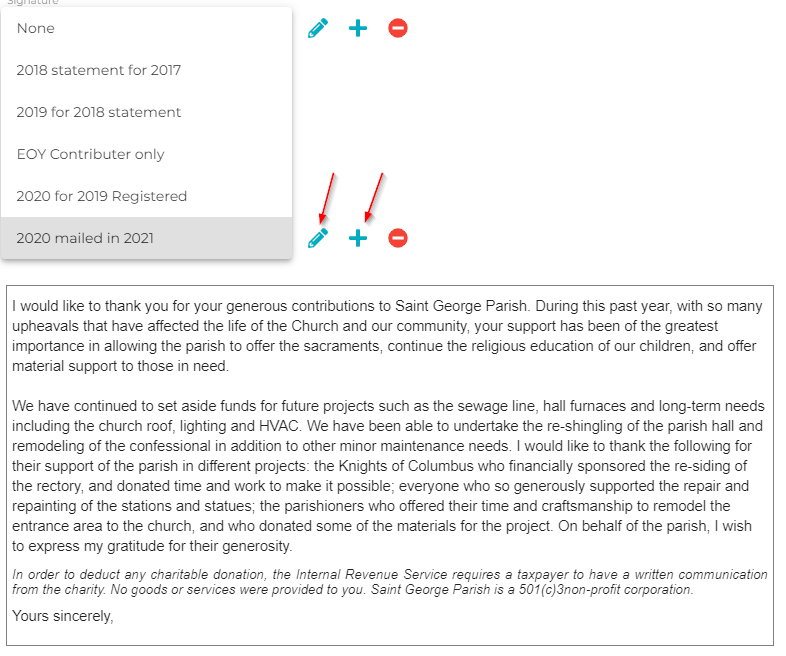 Signature
None
2018 statement for 2017
2019 for 2018 statement
EOY Contributer only
2020 for 2019 Registered
2020 mailed in 2021
I would like to thank you for your generous contributions to Saint George Parish. During this past year, with so many
upheavals that have affected the life of the Church and our community, your support has been of the greatest
importance in allowing the parish to offer the sacraments, continue the religious education of our children, and offer
material support to those in need.
We have continued to set aside funds for future projects such as the sewage line, hall furnaces and long-term needs
including the church roof, lighting and HVAC. We have been able to undertake the re-shingling of the parish hall and
remodeling of the confessional in addition to other minor maintenance needs. I would like to thank the following for
their support of the parish in different projects: the Knights of Columbus who financially sponsored the re-siding of
the rectory, and donated time and work to make it possible; everyone who so generously supported the repair and
repainting of the stations and statues; the parishioners who offered their time and craftsmanship to remodel the
entrance area to the church, and who donated some of the materials for the project. On behalf of the parish, I wish
to express my gratitude for their generosity.
In order to deduct any charitable donation, the Internal Revenue Service requires a taxpayer to have a written communication
from the charity. No goods or services were provided to you. Saint George Parish is a 501(c)3non-profit corporation.
Yours sincerely,